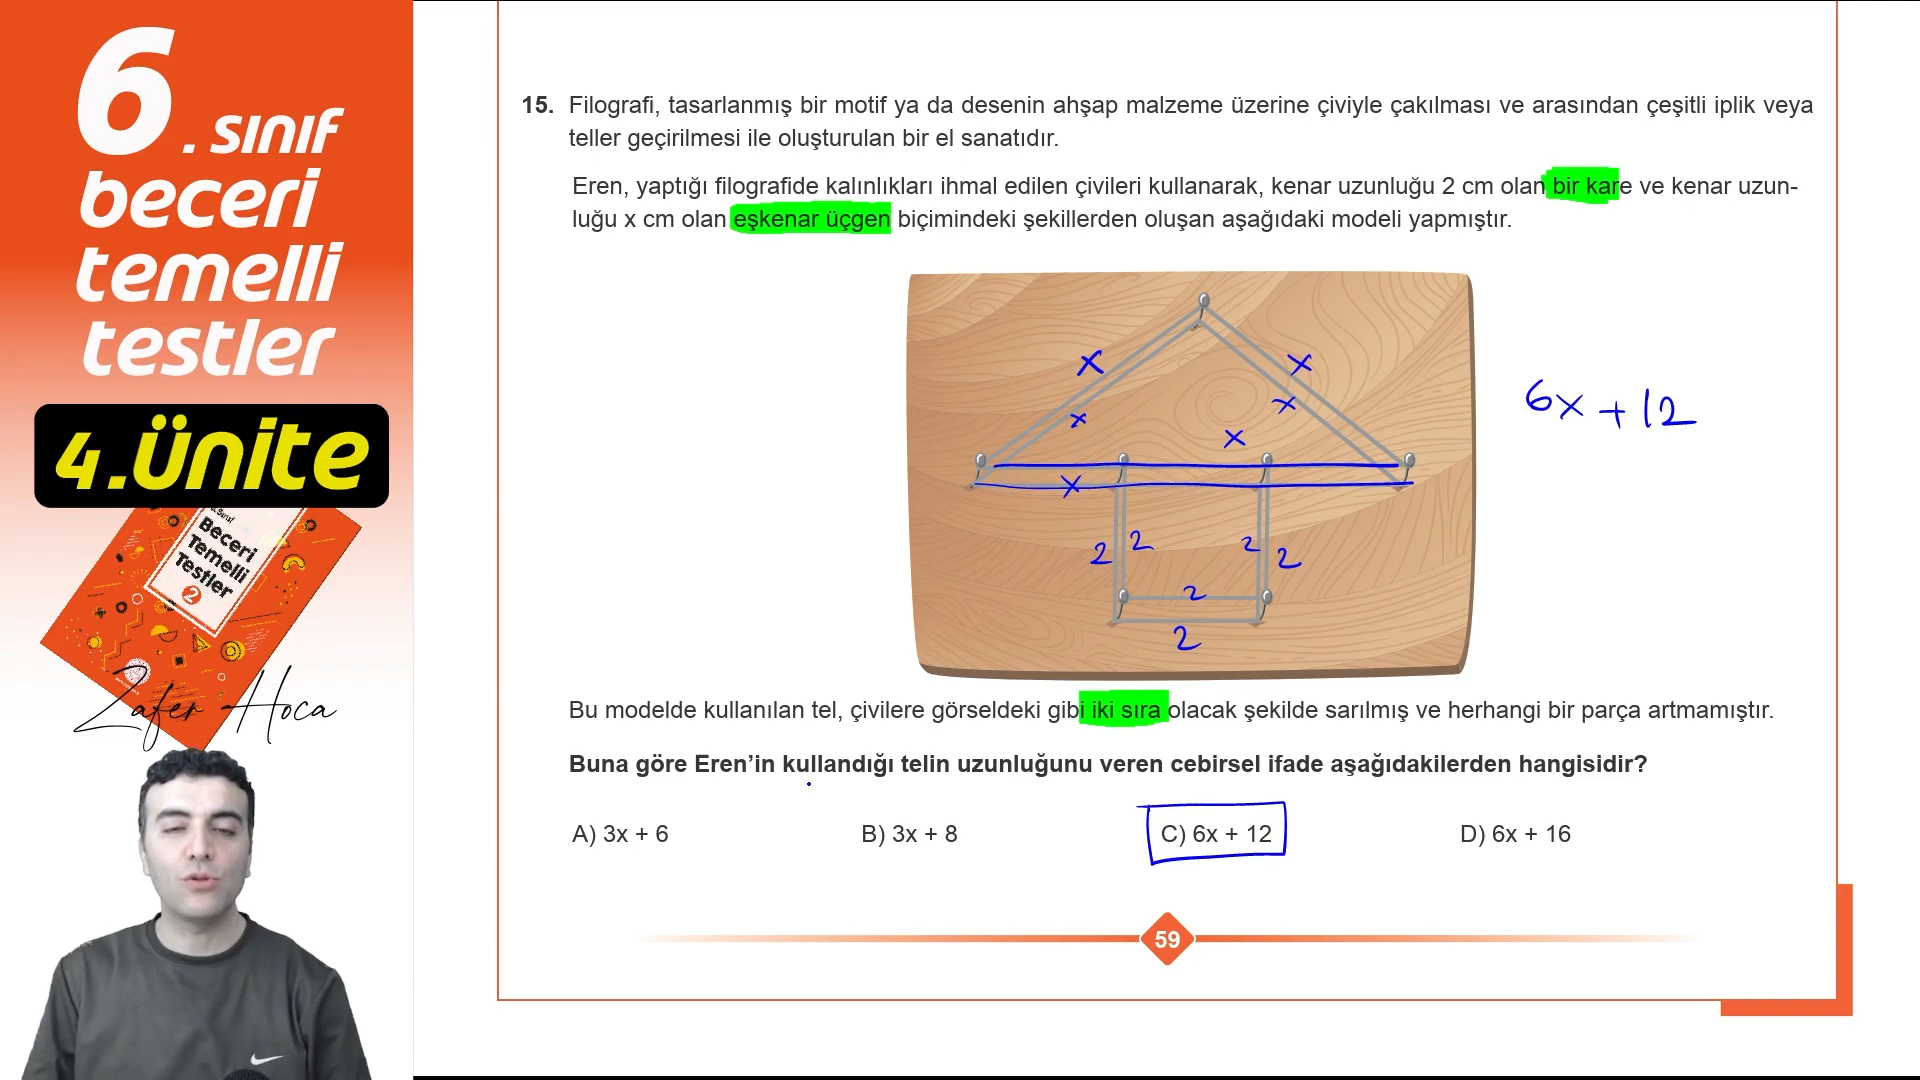 6. sınıf
beceri
temelli
testler
4.Ünite
Beceri
Temelli
Testler
2
Zafer Hoca
15. Filografi, tasarlanmış bir motif ya da desenin ahşap malzeme üzerine çiviyle çakılması ve arasından çeşitli iplik veya
teller geçirilmesi ile oluşturulan bir el sanatıdır.
Eren, yaptığı filografide kalınlıkları ihmal edilen çivileri kullanarak, kenar uzunluğu 2 cm olan bir kare ve kenar uzun-
luğu x cm olan eşkenar üçgen biçimindeki şekillerden oluşan aşağıdaki modeli yapmıştır.
x x
x x
x
x
6x + 12
2 2 2 2
2
2
Bu modelde kullanılan tel, çivilere görseldeki gibi iki sıra olacak şekilde sarılmış ve herhangi bir parça artmamıştır.
Buna göre Eren’in kullandığı telin uzunluğunu veren cebirsel ifade aşağıdakilerden hangisidir?
A) 3x + 6 B) 3x + 8 C) 6x + 12 D) 6x + 16
59